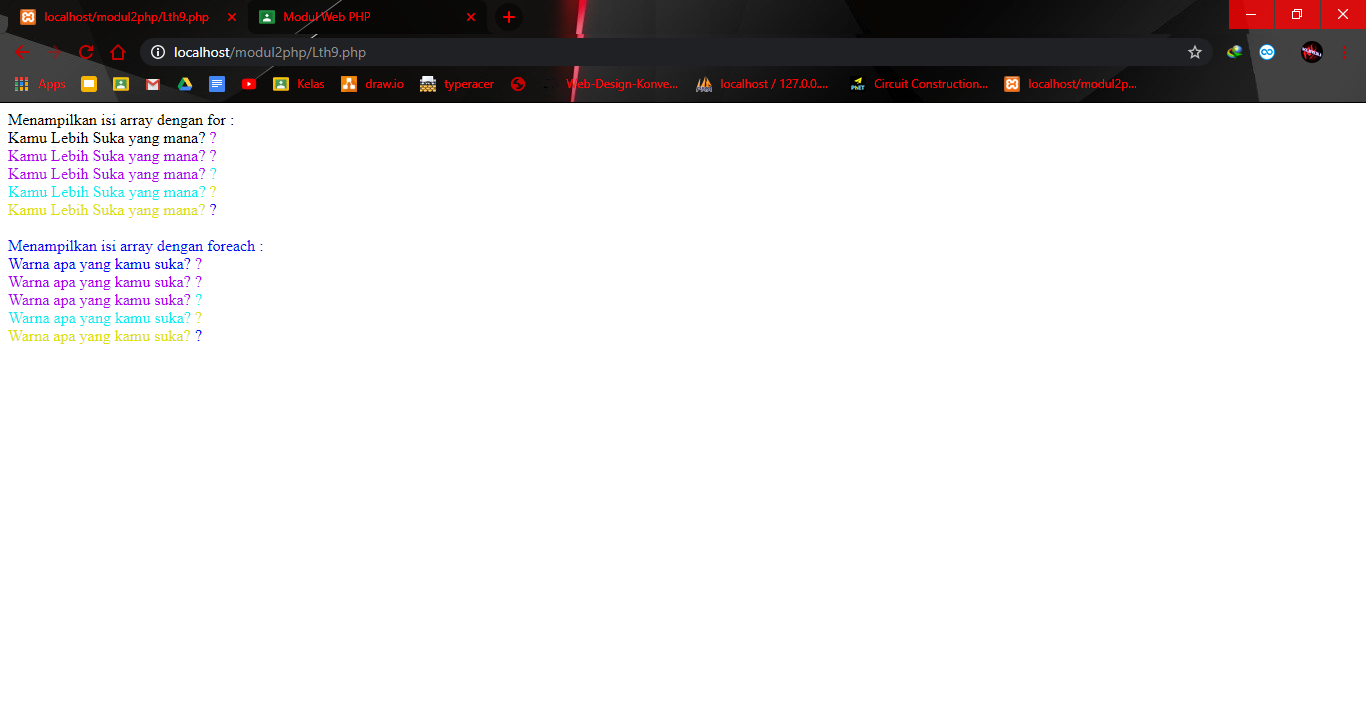 localhost/modul2php/Lth9.php
Modul Web PHP
localhost/modul2php/Lth9.php
Apps
Kelas
draw.io
typeracer
Web-Design-Konve...
localhost / 127.0.0....
Circuit Construction...
localhost/modul2p...
Menampilkan isi array dengan for :
Kamu Lebih Suka yang mana? ?
Kamu Lebih Suka yang mana? ?
Kamu Lebih Suka yang mana? ?
Kamu Lebih Suka yang mana? ?
Kamu Lebih Suka yang mana? ?
Menampilkan isi array dengan foreach :
Warna apa yang kamu suka? ?
Warna apa yang kamu suka? ?
Warna apa yang kamu suka? ?
Warna apa yang kamu suka? ?
Warna apa yang kamu suka? ?